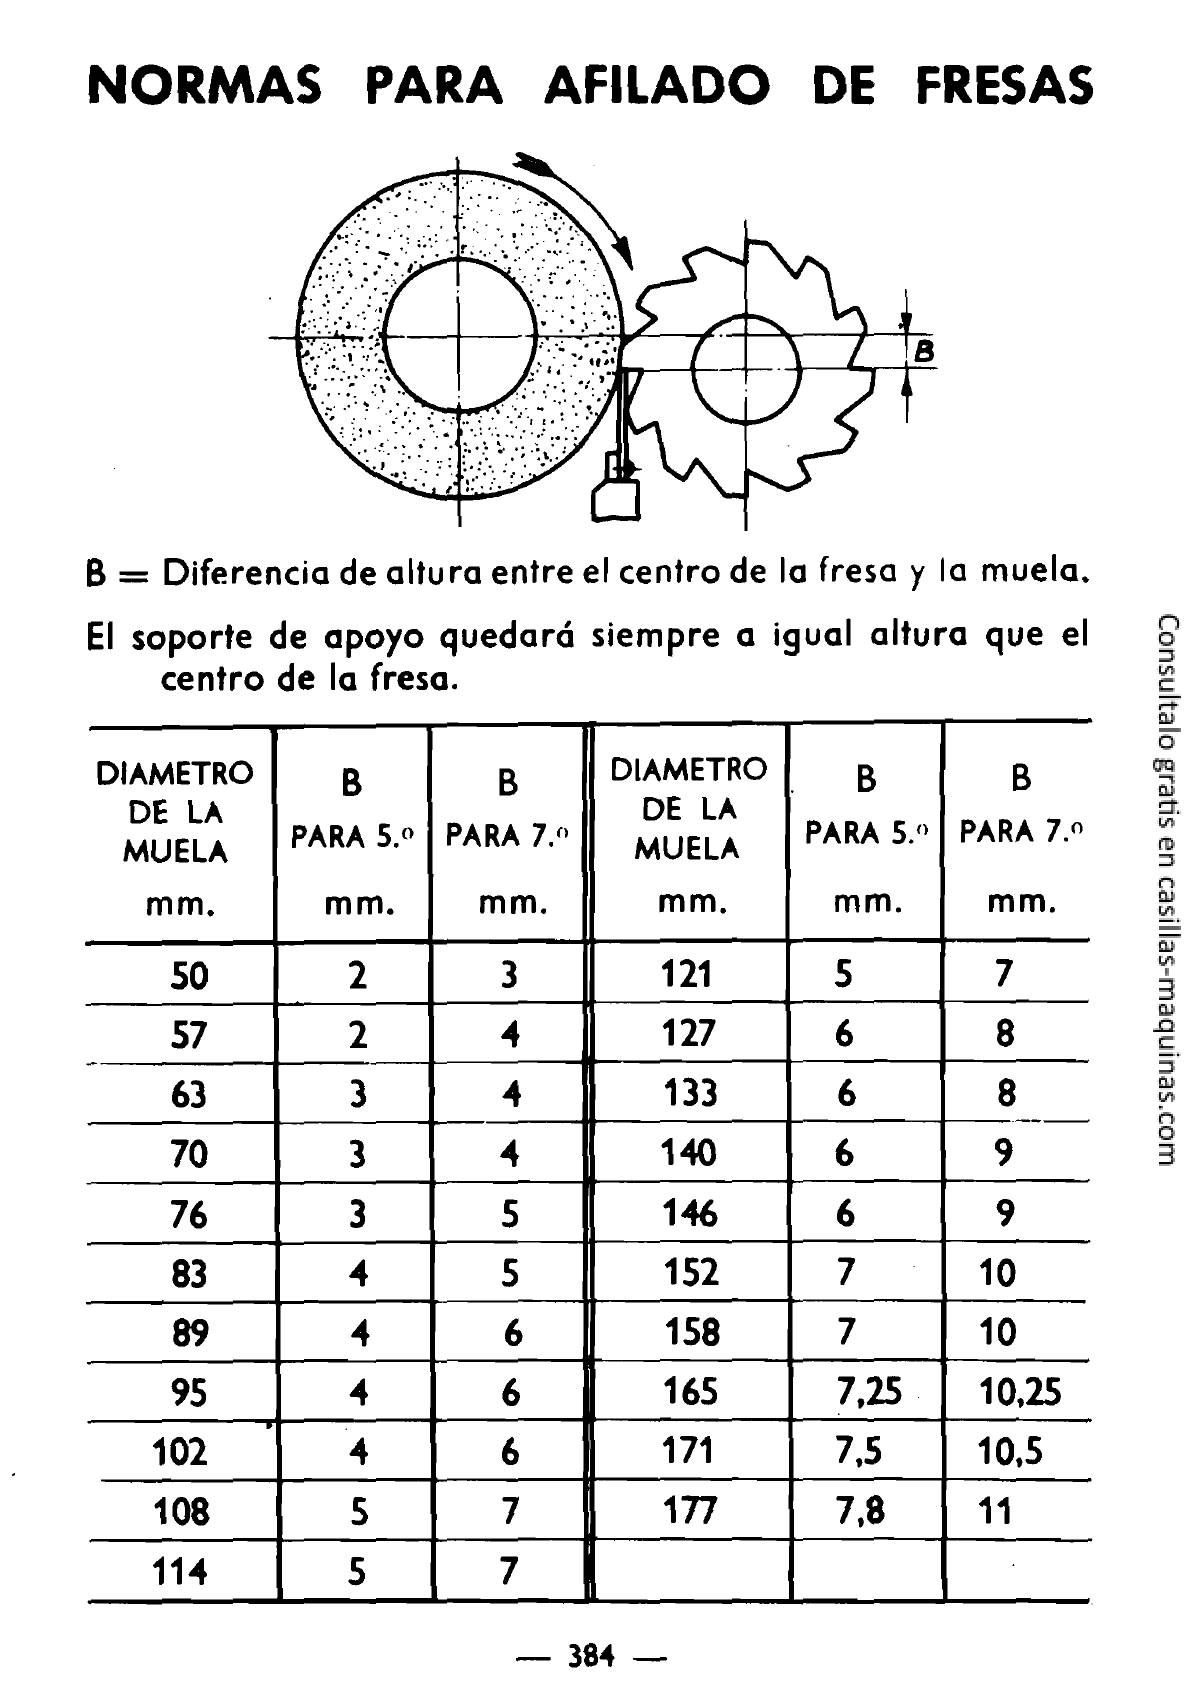 NORMAS PARA AFILADO DE FRESAS
B
B = Diferencia de altura entre el centro de la fresa y la muela.
El soporte de apoyo quedará siempre a igual altura que el
centro de la fresa.
DIAMETRO DE LA MUELA mm. | B PARA 5.º mm. | B PARA 7.º mm. | DIAMETRO DE LA MUELA mm. | B PARA 5.º mm. | B PARA 7.º mm.
50 2 3 121 5 7
57 2 4 127 6 8
63 3 4 133 6 8
70 3 4 140 6 9
76 3 5 146 6 9
83 4 5 152 7 10
89 4 6 158 7 10
95 4 6 165 7,25 10,25
102 4 6 171 7,5 10,5
108 5 7 177 7,8 11
114 5 7
— 384 —
Consultalo gratis en casillas-maquinas.com